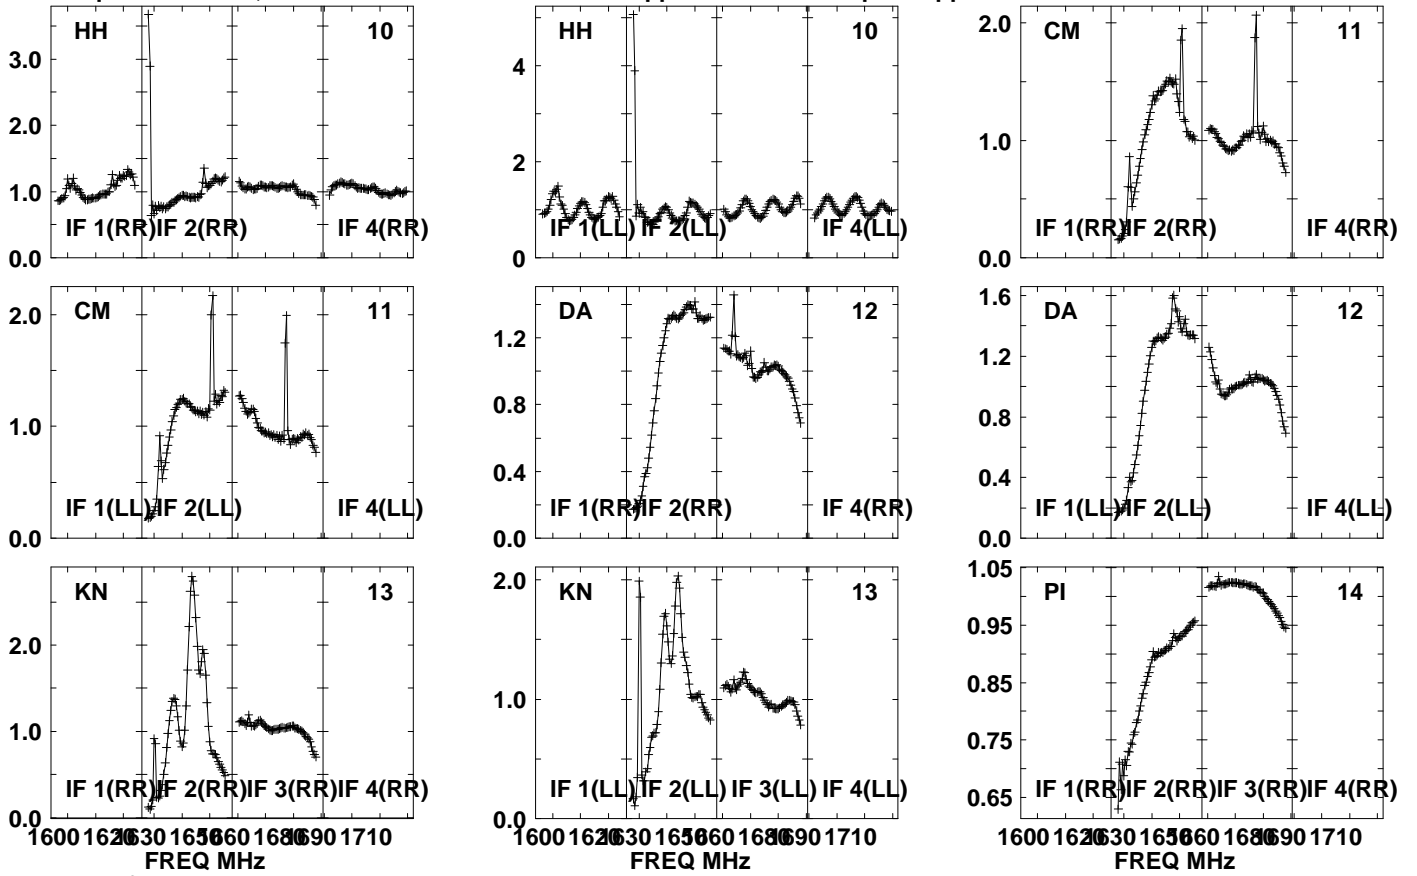 HH 10 HH 10 CM 11
3.0 4 2.0
2.0 2 1.0
1.0 IF 1(RR) IF 2(RR) IF 4(RR) IF 1(LL) IF 2(LL) IF 4(LL) IF 1(RR) IF 2(RR) IF 4(RR)
0.0 0 0.0
CM 11 DA 12 DA 12
2.0 1.2 1.6
1.0 0.8 1.2
0.4 0.8
0.4
IF 1(LL) IF 2(LL) IF 4(LL) IF 1(RR) IF 2(RR) IF 4(RR) IF 1(LL) IF 2(LL) IF 4(LL)
0.0 0.0 0.0
KN 13 KN 13 PI 14
2.0 2.0 1.05
1.0 1.0 0.95
0.85
0.75
IF 1(RR) IF 2(RR) IF 3(RR) IF 4(RR) IF 1(LL) IF 2(LL) IF 3(LL) IF 4(LL) IF 1(RR) IF 2(RR) IF 3(RR) IF 4(RR)
0.0 0.0 0.65
1600 1620 1630 1650 1660 1680 1690 1710 1600 1620 1630 1650 1660 1680 1690 1710 1600 1620 1630 1650 1660 1680 1690 1710
FREQ MHz FREQ MHz FREQ MHz